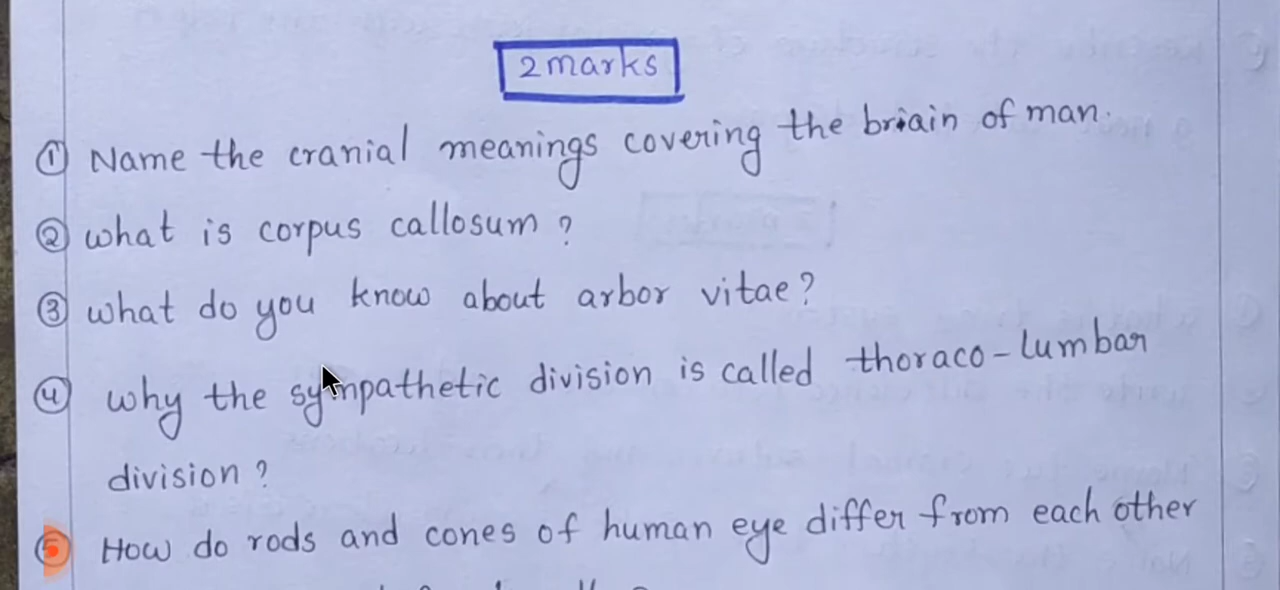 2 marks
① Name the cranial meanings covering the briain of man.
② what is corpus callosum ?
③ what do you know about arbor vitae?
④ why the sympathetic division is called thoraco-lumbar
division ?
⑤ How do rods and cones of human eye differ from each other